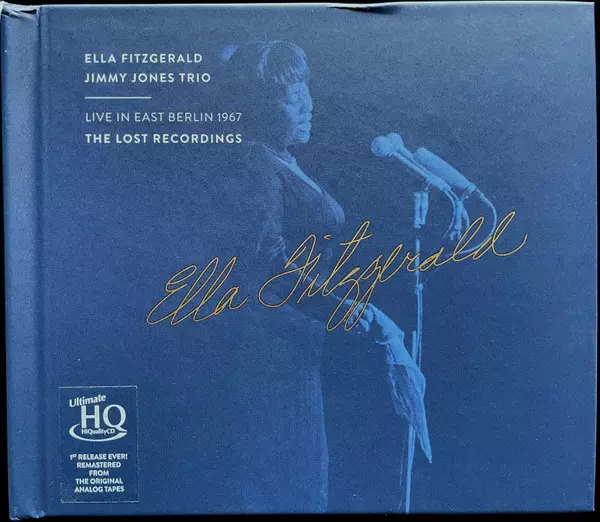 ELLA FITZGERALD
JIMMY JONES TRIO
LIVE IN EAST BERLIN 1967
THE LOST RECORDINGS
Ella Fitzgerald
Ultimate
HQ
HiQualityCD
1ST RELEASE EVER!
REMASTERED
FROM
THE ORIGINAL
ANALOG TAPES